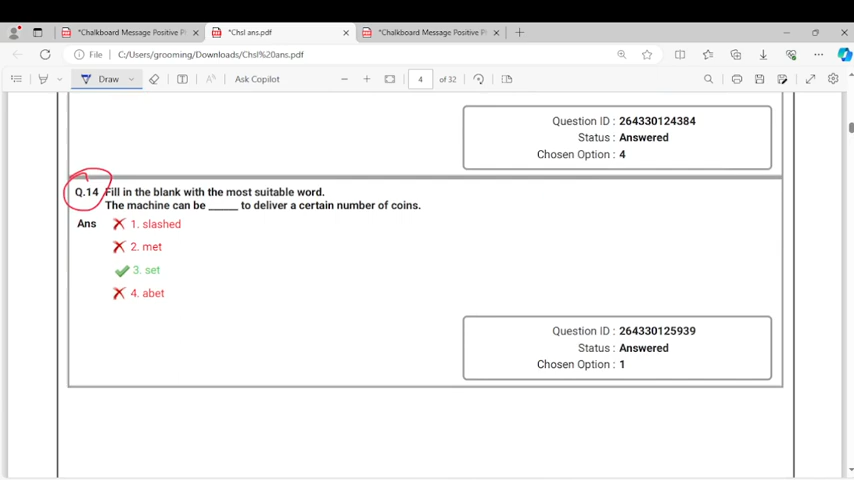 *Chalkboard Message Positive Pl
*Chsl ans.pdf
*Chalkboard Message Positive Pl
File
C:/Users/grooming/Downloads/Chsl%20ans.pdf
Draw
Ask Copilot
4
of 32
Question ID : 264330124384
Status : Answered
Chosen Option : 4
Q.14 Fill in the blank with the most suitable word.
The machine can be ______ to deliver a certain number of coins.
Ans
1. slashed
2. met
3. set
4. abet
Question ID : 264330125939
Status : Answered
Chosen Option : 1